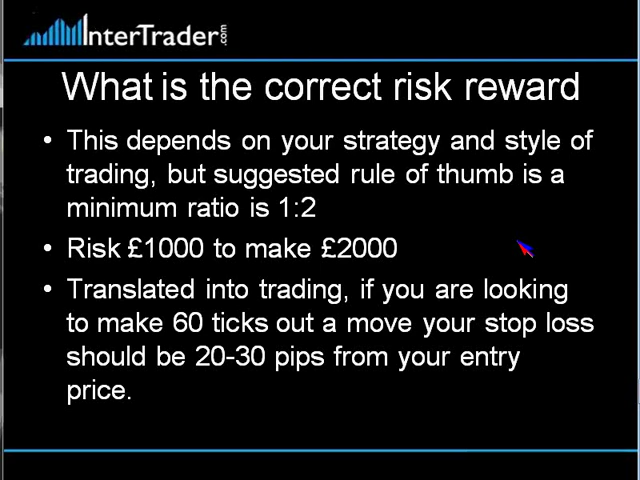 InterTrader.com
What is the correct risk reward
• This depends on your strategy and style of
trading, but suggested rule of thumb is a
minimum ratio is 1:2
• Risk £1000 to make £2000
• Translated into trading, if you are looking
to make 60 ticks out a move your stop loss
should be 20-30 pips from your entry
price.